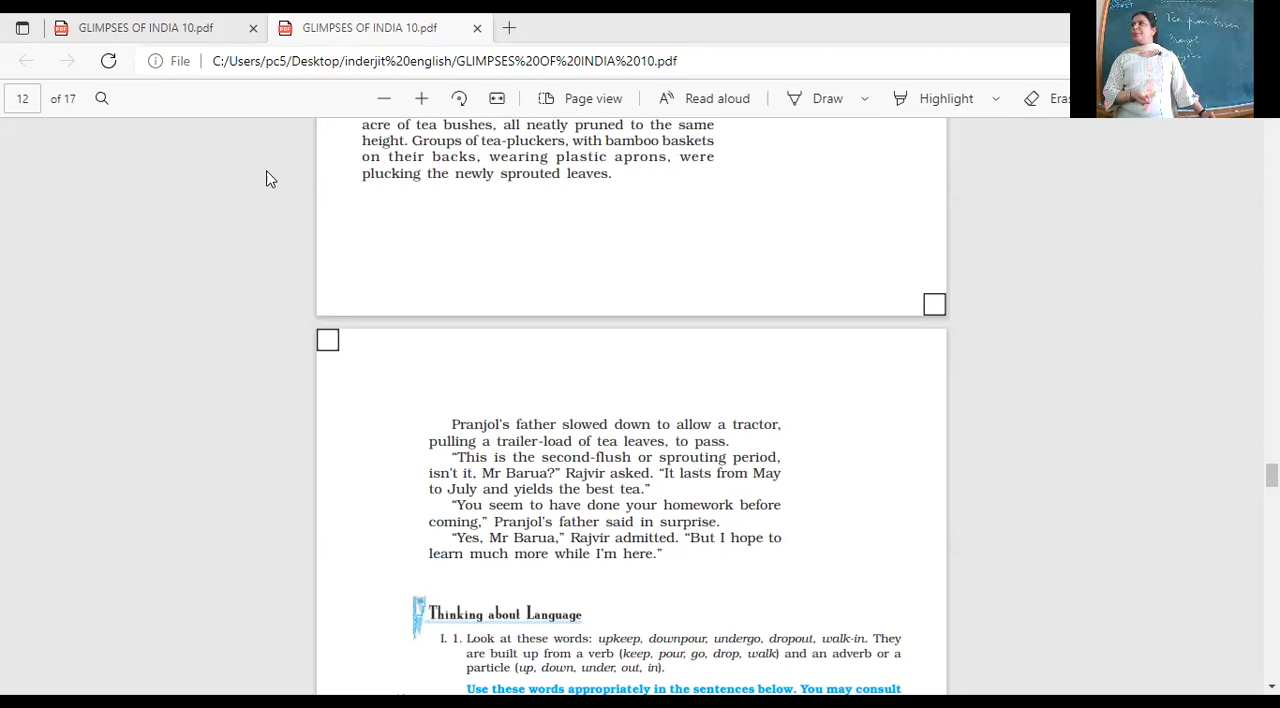 GLIMPSES OF INDIA 10.pdf
GLIMPSES OF INDIA 10.pdf
File C:/Users/pc5/Desktop/inderjit%20english/GLIMPSES%20OF%20INDIA%2010.pdf
12 of 17 Page view Read aloud Draw Highlight Eras
Tea from Assam
Pranjol
acre of tea bushes, all neatly pruned to the same
height. Groups of tea-pluckers, with bamboo baskets
on their backs, wearing plastic aprons, were
plucking the newly sprouted leaves.
Pranjol's father slowed down to allow a tractor,
pulling a trailer-load of tea leaves, to pass.
“This is the second-flush or sprouting period,
isn't it, Mr Barua?” Rajvir asked. “It lasts from May
to July and yields the best tea.”
“You seem to have done your homework before
coming,” Pranjol's father said in surprise.
“Yes, Mr Barua,” Rajvir admitted. “But I hope to
learn much more while I'm here.”
Thinking about Language
I. 1. Look at these words: upkeep, downpour, undergo, dropout, walk-in. They
are built up from a verb (keep, pour, go, drop, walk) and an adverb or a
particle (up, down, under, out, in).
Use these words appropriately in the sentences below. You may consult